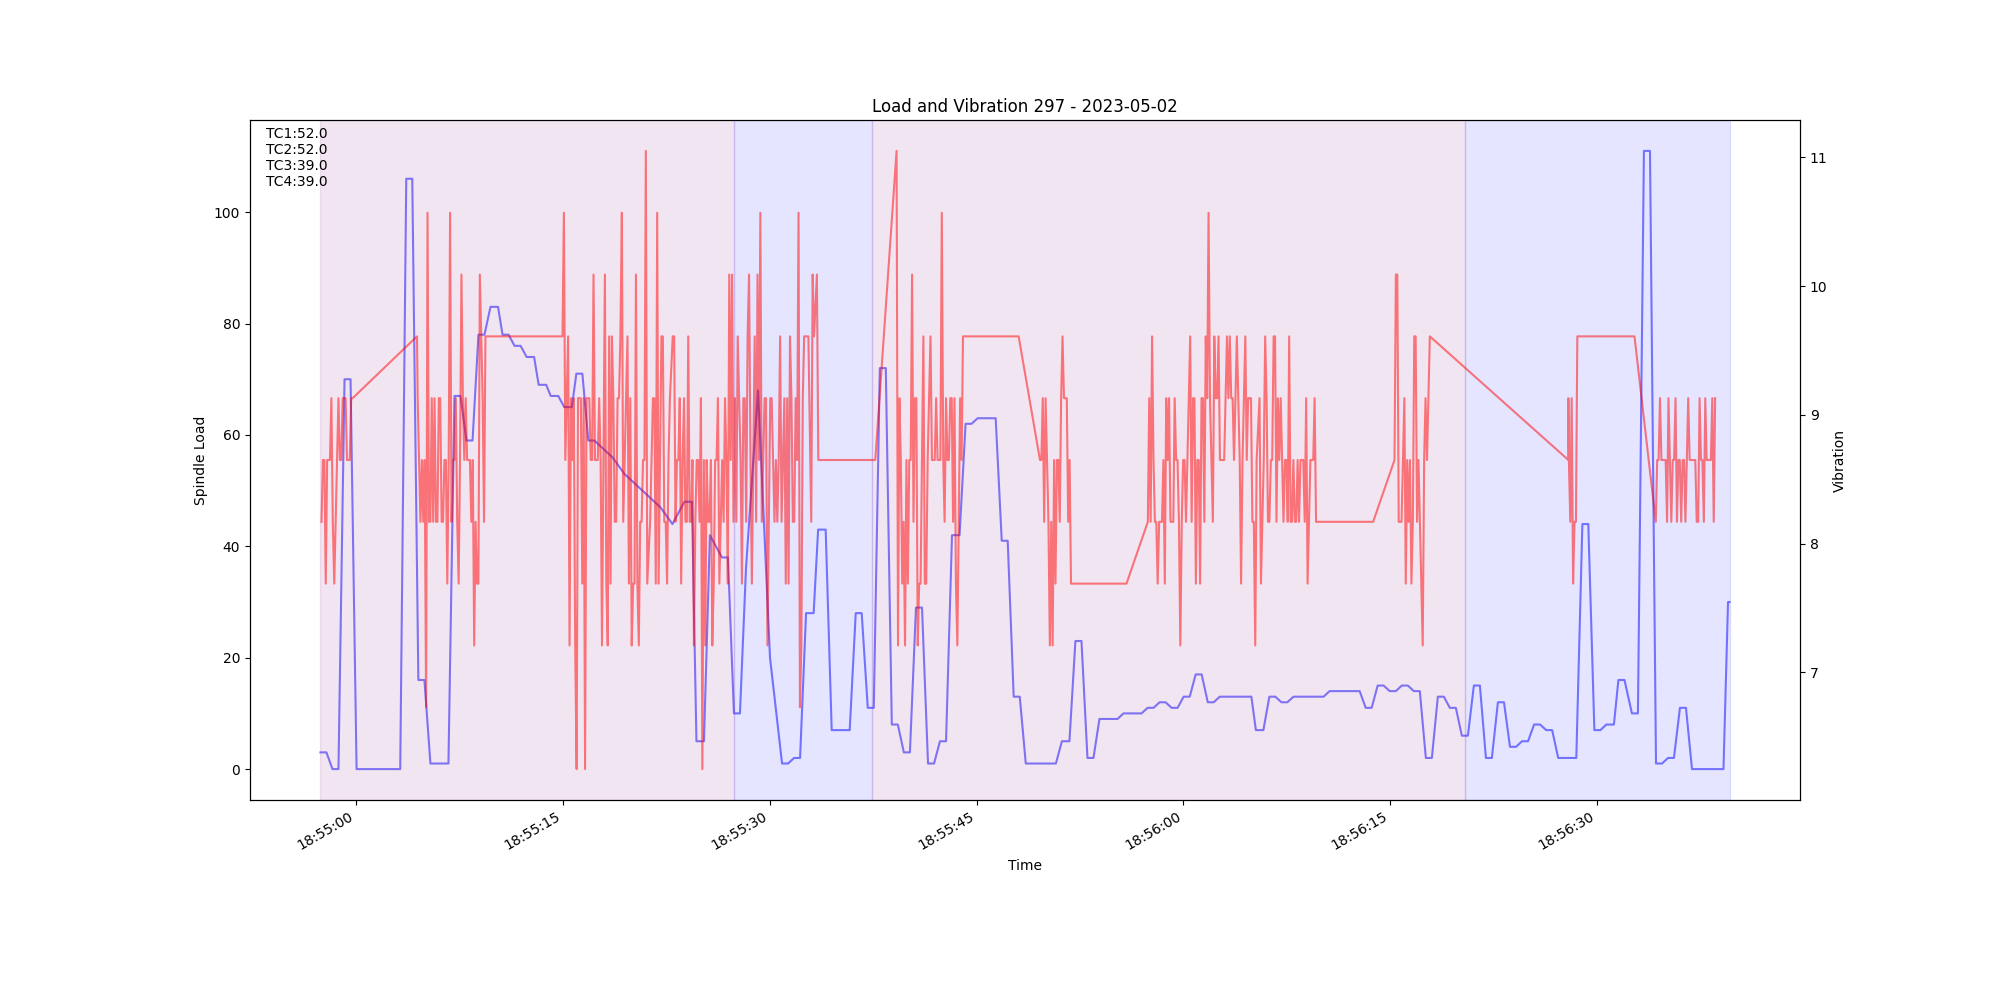 Load and Vibration 297 - 2023-05-02
TC1:52.0
TC2:52.0
TC3:39.0
TC4:39.0
100
80
60
40
20
0
Spindle Load
11
10
9
8
7
Vibration
18:55:00
18:55:15
18:55:30
18:55:45
18:56:00
18:56:15
18:56:30
Time